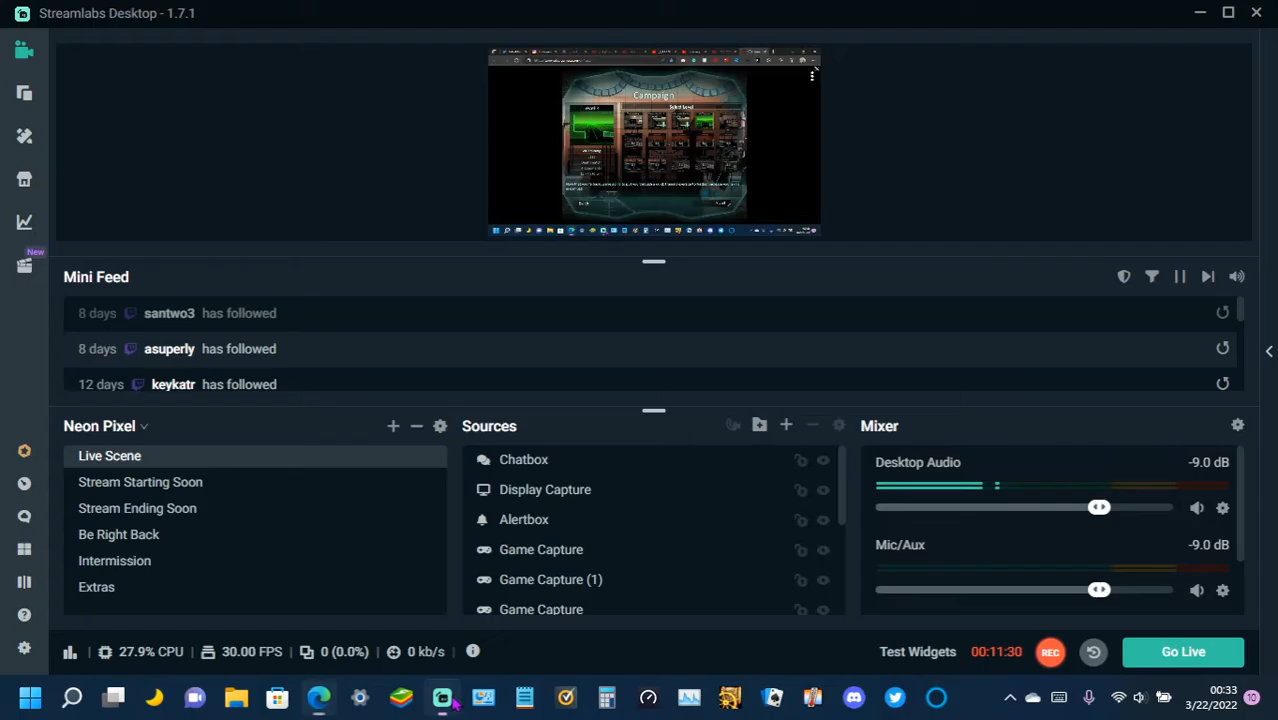 Streamlabs Desktop - 1.7.1
Campaign
Select Level
New
Mini Feed
8 days santwo3 has followed
8 days asuperly has followed
12 days keykatr has followed
Neon Pixel
Live Scene
Stream Starting Soon
Stream Ending Soon
Be Right Back
Intermission
Extras
Sources
Chatbox
Display Capture
Alertbox
Game Capture
Game Capture (1)
Game Capture
Mixer
Desktop Audio -9.0 dB
Mic/Aux -9.0 dB
27.9% CPU 30.00 FPS 0 (0.0%) 0 kb/s
Test Widgets 00:11:30 REC Go Live
00:33
3/22/2022
10